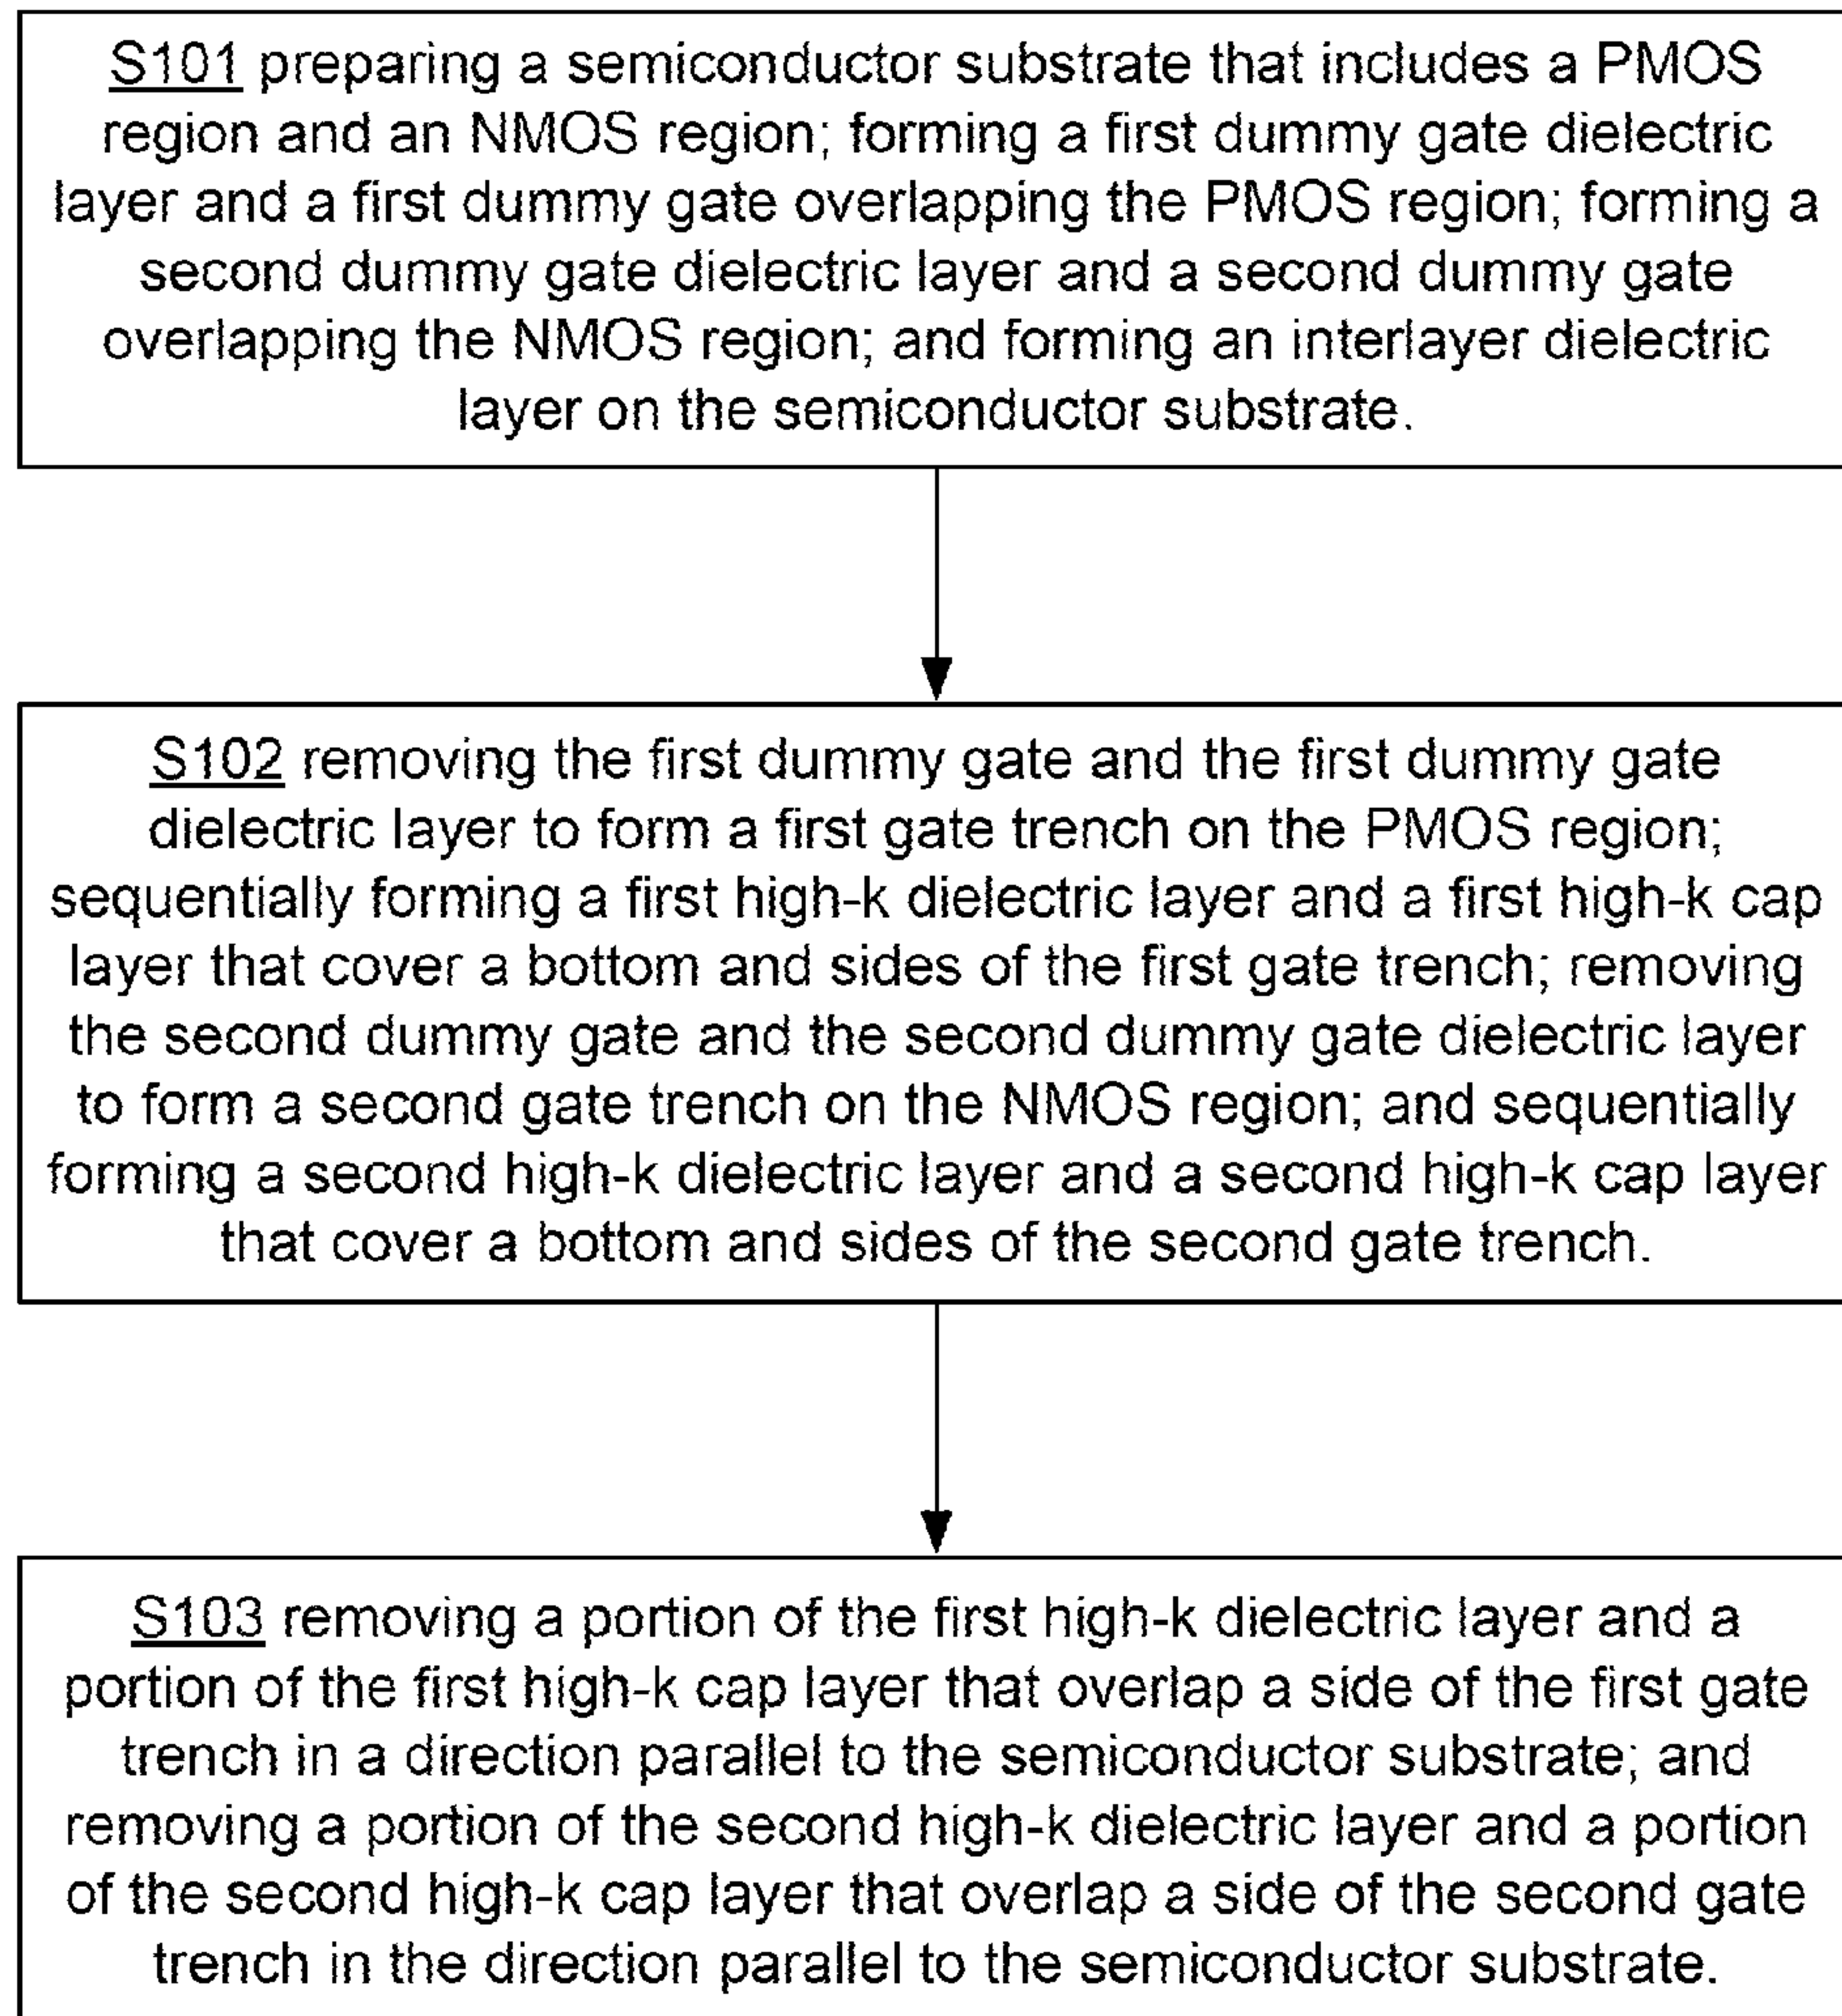 S101 preparing a semiconductor substrate that includes a PMOS
region and an NMOS region; forming a first dummy gate dielectric
layer and a first dummy gate overlapping the PMOS region; forming a
second dummy gate dielectric layer and a second dummy gate
overlapping the NMOS region; and forming an interlayer dielectric
layer on the semiconductor substrate.
S102 removing the first dummy gate and the first dummy gate
dielectric layer to form a first gate trench on the PMOS region;
sequentially forming a first high-k dielectric layer and a first high-k cap
layer that cover a bottom and sides of the first gate trench; removing
the second dummy gate and the second dummy gate dielectric layer
to form a second gate trench on the NMOS region; and sequentially
forming a second high-k dielectric layer and a second high-k cap layer
that cover a bottom and sides of the second gate trench.
S103 removing a portion of the first high-k dielectric layer and a
portion of the first high-k cap layer that overlap a side of the first gate
trench in a direction parallel to the semiconductor substrate; and
removing a portion of the second high-k dielectric layer and a portion
of the second high-k cap layer that overlap a side of the second gate
trench in the direction parallel to the semiconductor substrate.